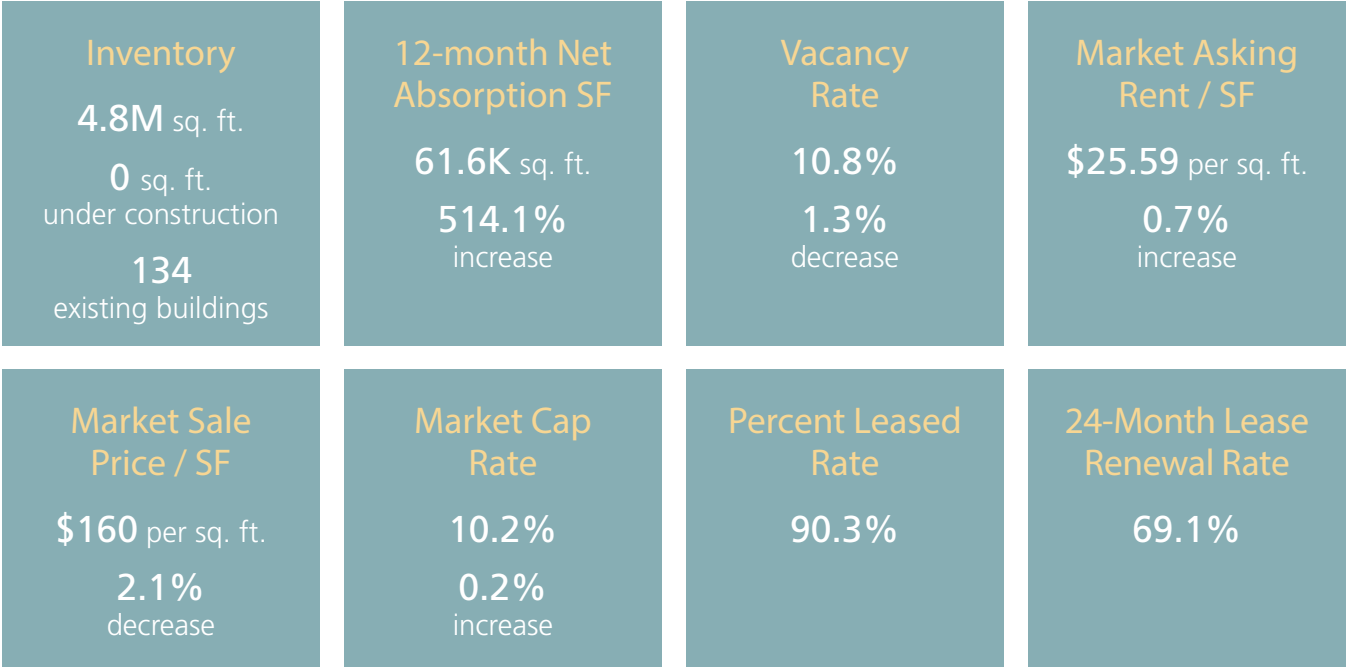 Inventory
4.8M sq. ft.
0 sq. ft.
under construction
134
existing buildings
12-month Net
Absorption SF
61.6K sq. ft.
514.1%
increase
Vacancy
Rate
10.8%
1.3%
decrease
Market Asking
Rent / SF
$25.59 per sq. ft.
0.7%
increase
Market Sale
Price / SF
$160 per sq. ft.
2.1%
decrease
Market Cap
Rate
10.2%
0.2%
increase
Percent Leased
Rate
90.3%
24-Month Lease
Renewal Rate
69.1%